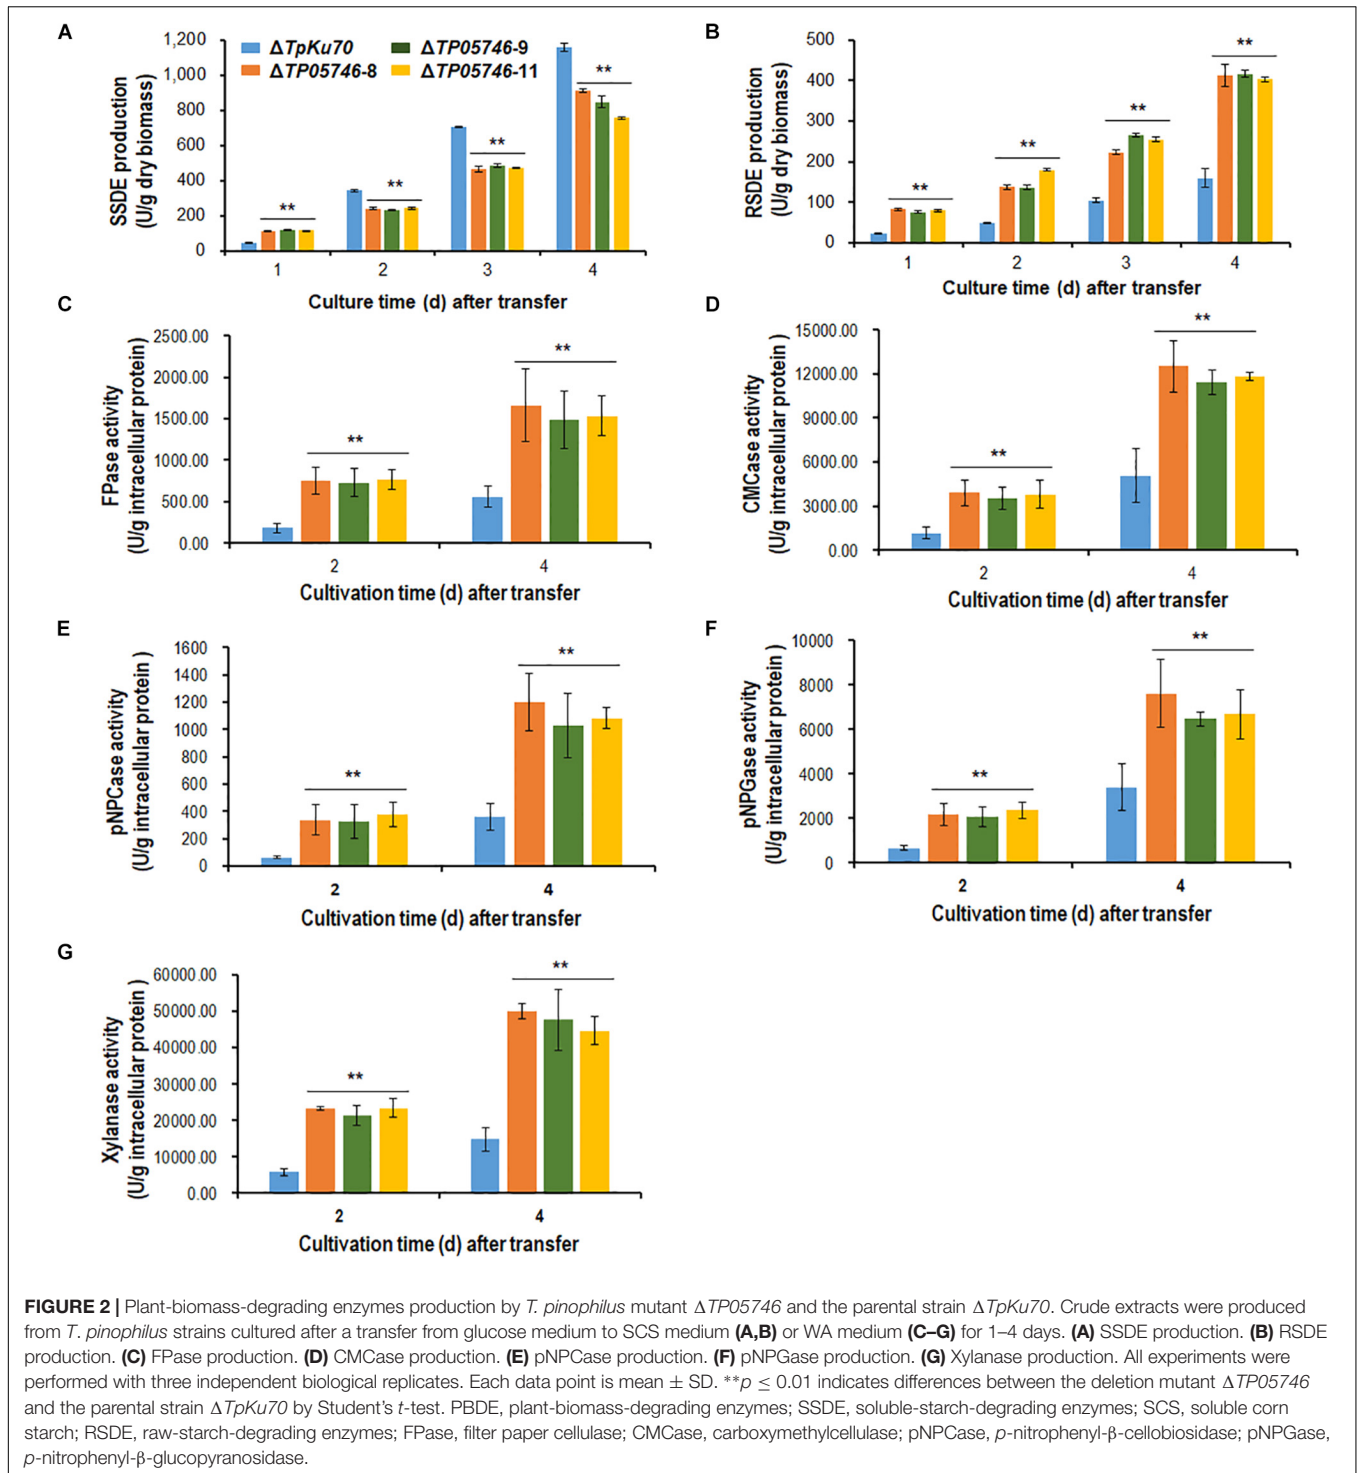 A
SSDE production
(U/g dry biomass)
1,200
1,000
800
600
400
200
0
ΔTpKu70
ΔTP05746-9
ΔTP05746-8
ΔTP05746-11
**
**
**
**
1
2
3
4
Culture time (d) after transfer
B
RSDE production
(U/g dry biomass)
500
400
300
200
100
0
**
**
**
**
1
2
3
4
Culture time (d) after transfer
C
FPase activity
(U/g intracellular protein)
2500.00
2000.00
1500.00
1000.00
500.00
0.00
**
**
2
4
Cultivation time (d) after transfer
D
CMCase activity
(U/g intracellular protein )
15000.00
12000.00
9000.00
6000.00
3000.00
0.00
**
**
2
4
Cultivation time (d) after transfer
E
pNPCase activity
(U/g intracellular protein )
1600
1400
1200
1000
800
600
400
200
0
**
**
2
4
Cultivation time (d) after transfer
F
pNPGase activity
(U/g intracellular protein )
10000
8000
6000
4000
2000
0
**
**
2
4
Cultivation time (d) after transfer
G
Xylanase activity
(U/g intracellular protein )
60000.00
50000.00
40000.00
30000.00
20000.00
10000.00
0.00
**
**
2
4
Cultivation time (d) after transfer
FIGURE 2 | Plant-biomass-degrading enzymes production by T. pinophilus mutant ΔTP05746 and the parental strain ΔTpKu70. Crude extracts were produced
from T. pinophilus strains cultured after a transfer from glucose medium to SCS medium (A,B) or WA medium (C–G) for 1–4 days. (A) SSDE production. (B) RSDE
production. (C) FPase production. (D) CMCase production. (E) pNPCase production. (F) pNPGase production. (G) Xylanase production. All experiments were
performed with three independent biological replicates. Each data point is mean ± SD. **p ≤ 0.01 indicates differences between the deletion mutant ΔTP05746
and the parental strain ΔTpKu70 by Student's t-test. PBDE, plant-biomass-degrading enzymes; SSDE, soluble-starch-degrading enzymes; SCS, soluble corn
starch; RSDE, raw-starch-degrading enzymes; FPase, filter paper cellulase; CMCase, carboxymethylcellulase; pNPCase, p-nitrophenyl-β-cellobiosidase; pNPGase,
p-nitrophenyl-β-glucopyranosidase.